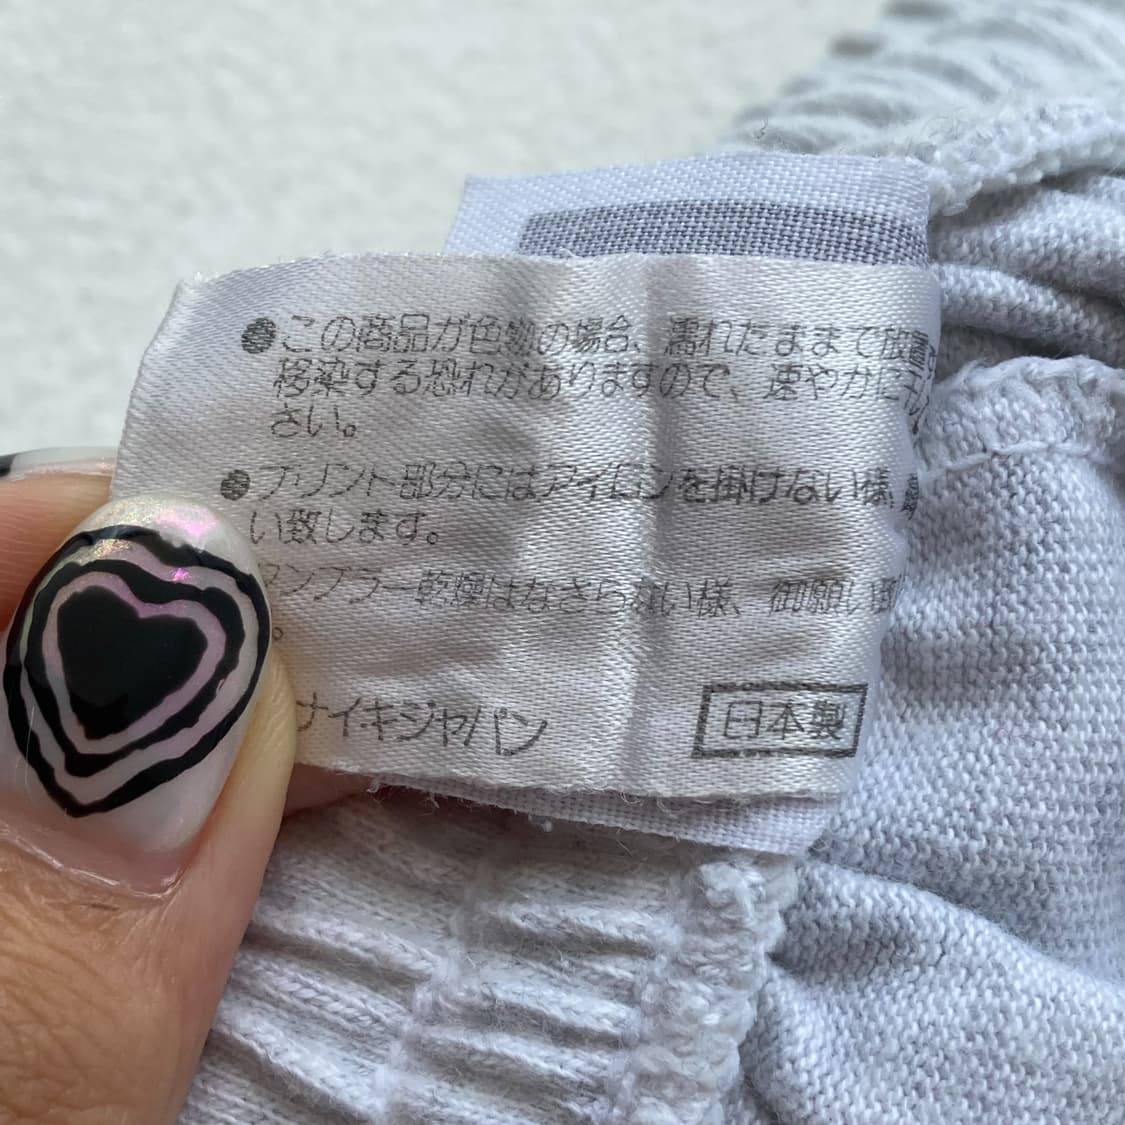 ●この商品が色物の場合、濡れたままで放置
移染する恐れがありますので、速やかに
さい。
●プリント部分にはアイロンを掛けない様、
い致します。
タンブラー乾燥はなさらない様、御願い致
。
ナイキジャパン
日本製